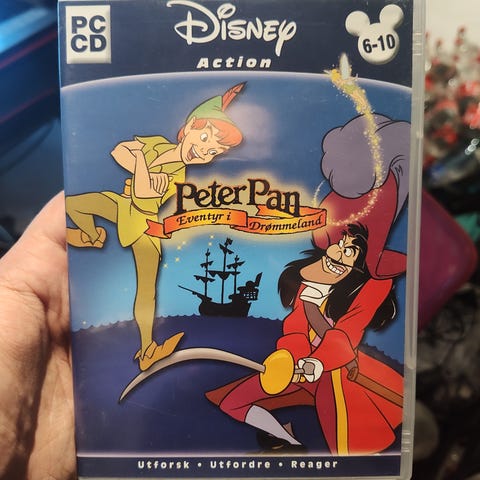 PC
CD
Disney
Action
6-10
Peter Pan
Eventyr i Drømmeland
Utforsk • Utfordre • Reager